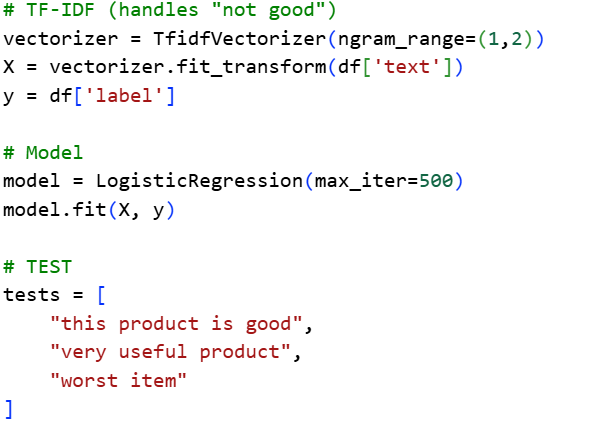 # TF-IDF (handles "not good")
vectorizer = TfidfVectorizer(ngram_range=(1,2))
X = vectorizer.fit_transform(df['text'])
y = df['label']

# Model
model = LogisticRegression(max_iter=500)
model.fit(X, y)

# TEST
tests = [
    "this product is good",
    "very useful product",
    "worst item"
]